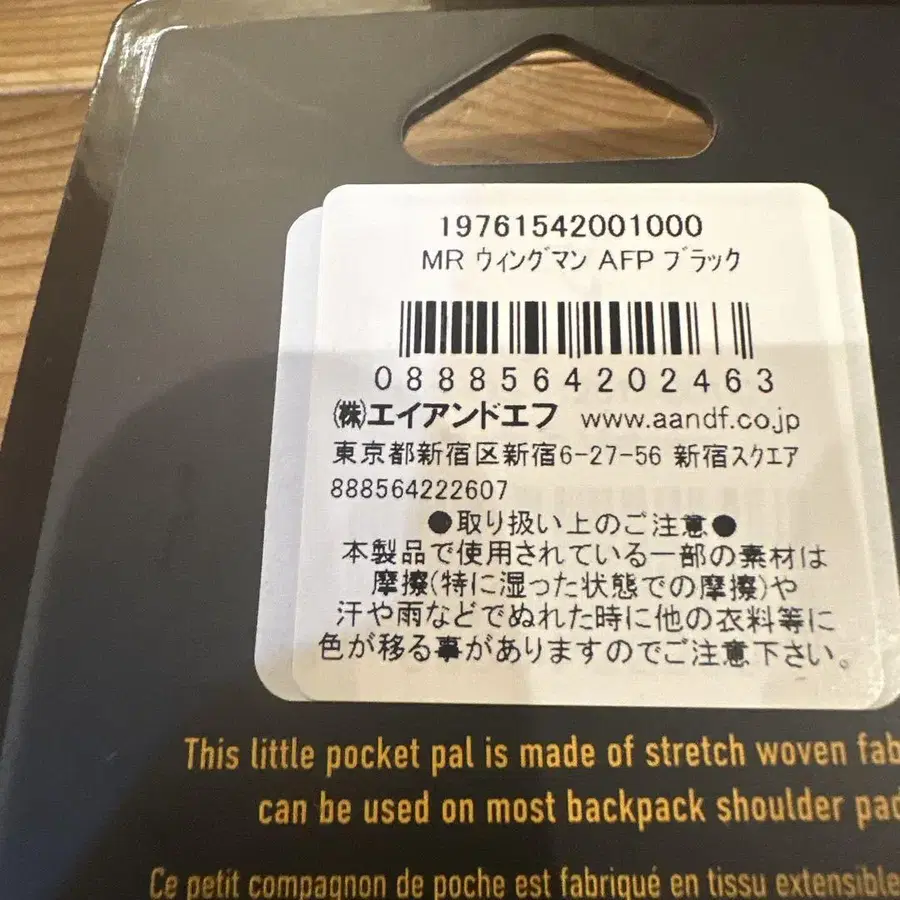 19761542001000
MR ウィングマン AFP ブラック
0888564202463
㈱エイアンドエフ www.aandf.co.jp
東京都新宿区新宿6-27-56 新宿スクエア
888564222607
●取り扱い上のご注意●
本製品で使用されている一部の素材は
摩擦(特に湿った状態での摩擦)や
汗や雨などでぬれた時に他の衣料等に
色が移る事がありますのでご注意下さい。
This little pocket pal is made of stretch woven fab
can be used on most backpack shoulder pad
Ce petit compagnon de poche est fabriqué en tissu extensible